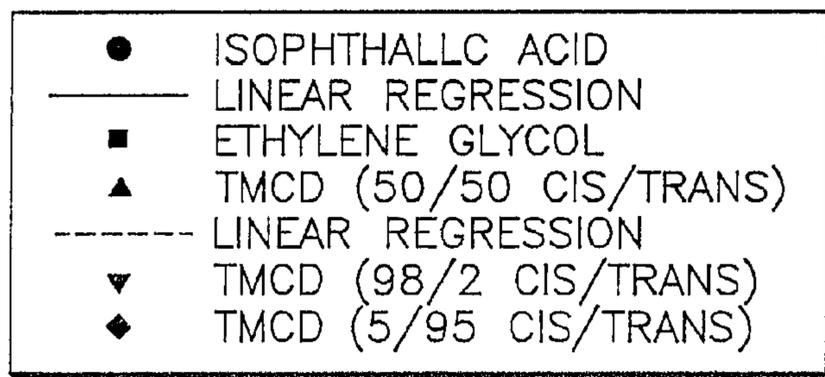 ISOPHTHALLC ACID
LINEAR REGRESSION
ETHYLENE GLYCOL
TMCD (50/50 CIS/TRANS)
LINEAR REGRESSION
TMCD (98/2 CIS/TRANS)
TMCD (5/95 CIS/TRANS)